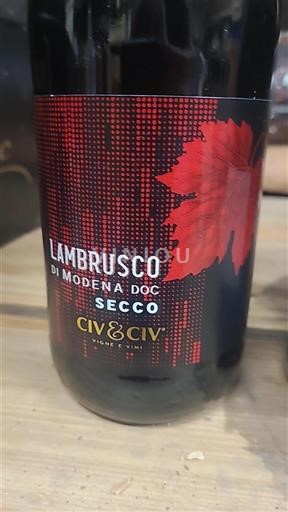 LAMBRUSCO
DI MODENA DOC
SECCO
CIV&CIV
VIGNE E VINI